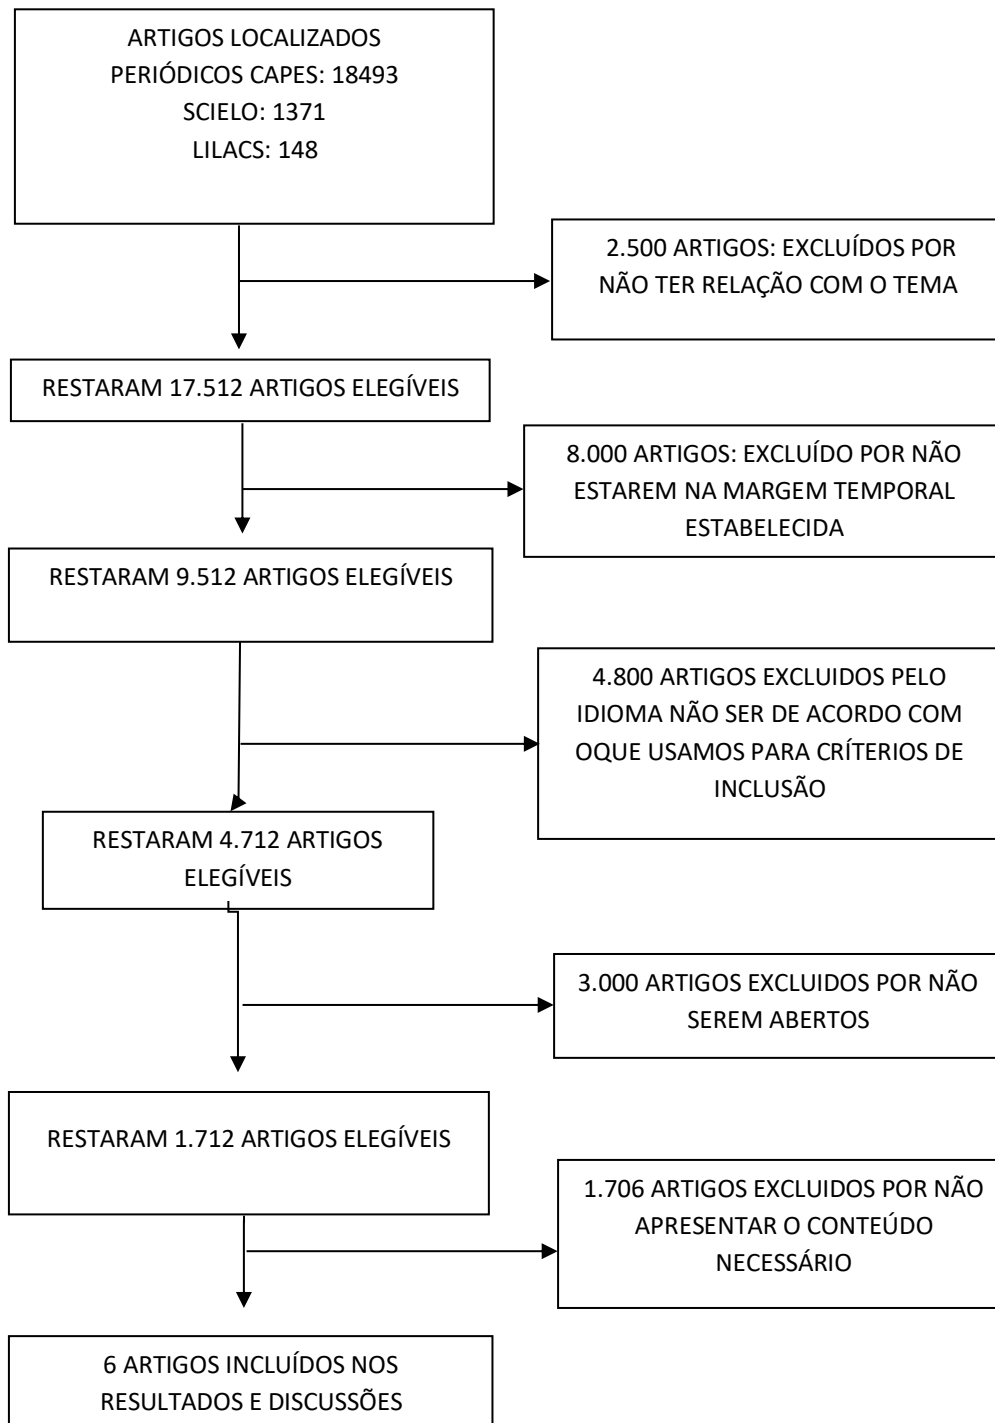 ARTIGOS LOCALIZADOS
PERIÓDICOS CAPES: 18493
SCIELO: 1371
LILACS: 148
2.500 ARTIGOS: EXCLUÍDOS POR
NÃO TER RELAÇÃO COM O TEMA
RESTARAM 17.512 ARTIGOS ELEGÍVEIS
8.000 ARTIGOS: EXCLUÍDO POR NÃO
ESTAREM NA MARGEM TEMPORAL
ESTABELECIDA
RESTARAM 9.512 ARTIGOS ELEGÍVEIS
4.800 ARTIGOS EXCLUIDOS PELO
IDIOMA NÃO SER DE ACORDO COM
OQUE USAMOS PARA CRÍTERIOS DE
INCLUSÃO
RESTARAM 4.712 ARTIGOS
ELEGÍVEIS
3.000 ARTIGOS EXCLUIDOS POR NÃO
SEREM ABERTOS
RESTARAM 1.712 ARTIGOS ELEGÍVEIS
1.706 ARTIGOS EXCLUIDOS POR NÃO
APRESENTAR O CONTEÚDO
NECESSÁRIO
6 ARTIGOS INCLUÍDOS NOS
RESULTADOS E DISCUSSÕES